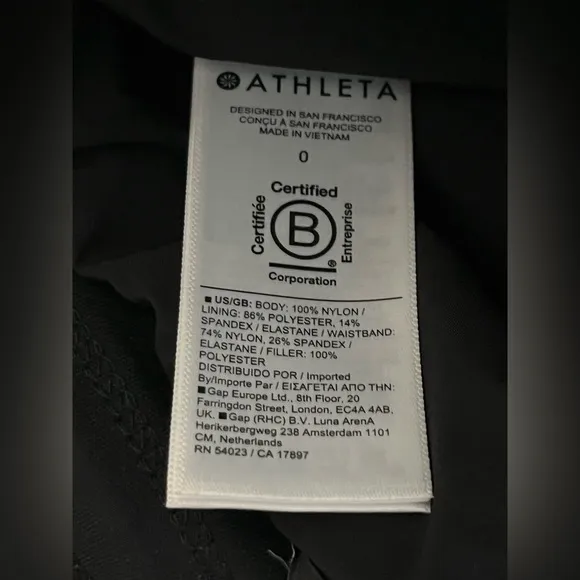 ATHLETA
DESIGNED IN SAN FRANCISCO
CONÇU À SAN FRANCISCO
MADE IN VIETNAM
0
Certified
Certifiée
B
Entreprise
®
Corporation
■ US/GB: BODY: 100% NYLON /
LINING: 86% POLYESTER, 14%
SPANDEX / ELASTANE / WAISTBAND:
74% NYLON, 26% SPANDEX /
ELASTANE / FILLER: 100%
POLYESTER
DISTRIBUIDO POR / Imported
By/Importe Par / ΕΙΣΑΓΕΤΑΙ ΑΠΟ ΤΗΝ:
■ Gap Europe Ltd., 8th Floor, 20
Farringdon Street, London, EC4A 4AB,
UK. ■ Gap (RHC) B.V. Luna ArenA
Herikerbergweg 238 Amsterdam 1101
CM, Netherlands
RN 54023 / CA 17897